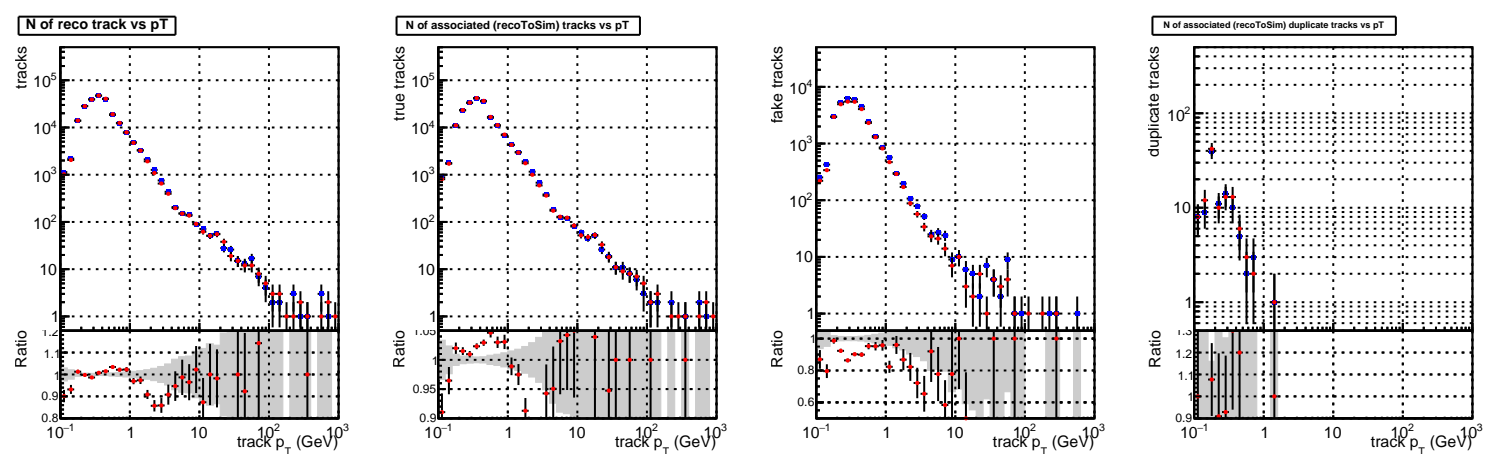 N of reco track vs pT
tracks
10^5
10^4
10^3
10^2
10
1
Ratio
1.2
1.1
1
0.9
0.8
10^-1 1 10 10^2 10^3
track p_T (GeV)
N of associated (recoToSim) tracks vs pT
true tracks
10^5
10^4
10^3
10^2
10
1
Ratio
1.05
1
0.95
0.9
10^-1 1 10 10^2 10^3
track p_T (GeV)
fake tracks
10^4
10^3
10^2
10
1
Ratio
1
0.8
0.6
10^-1 1 10 10^2 10^3
track p_T (GeV)
N of associated (recoToSim) duplicate tracks vs pT
duplicate tracks
10^2
10
1
Ratio
1.3
1.2
1.1
1
0.9
10^-1 1 10 10^2 10^3
track p_T (GeV)